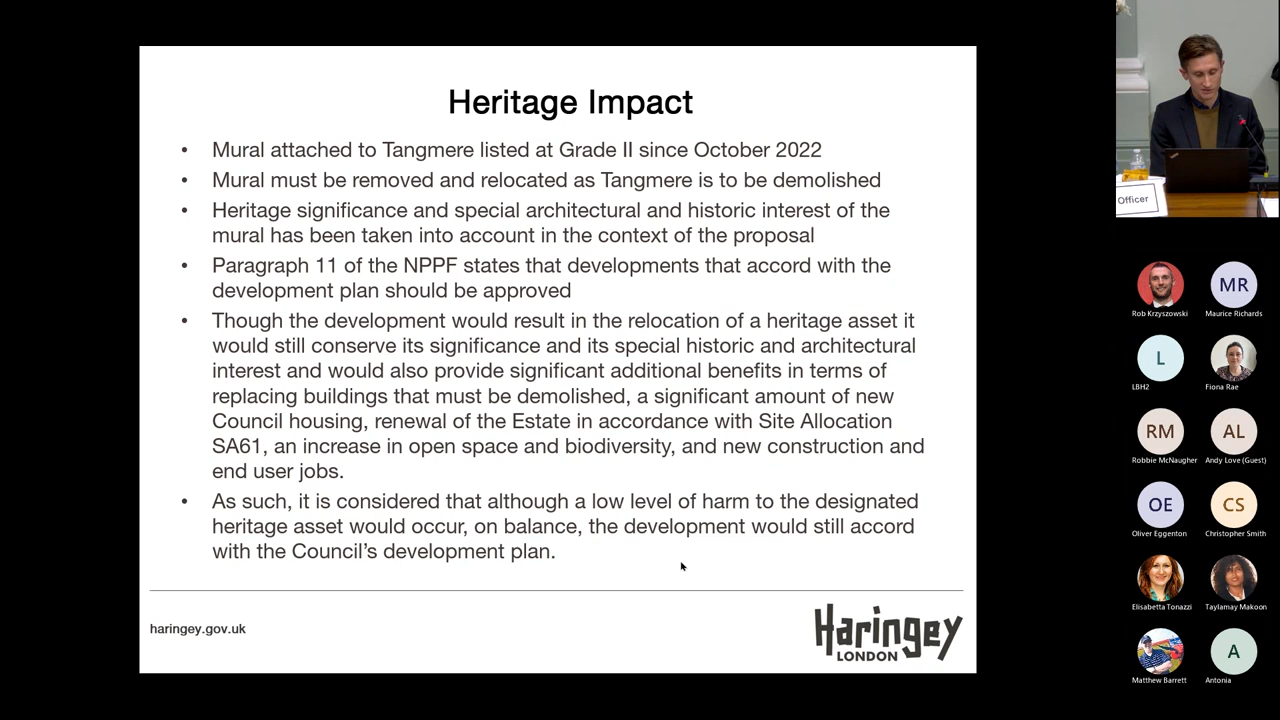 Heritage Impact
• Mural attached to Tangmere listed at Grade II since October 2022
• Mural must be removed and relocated as Tangmere is to be demolished
• Heritage significance and special architectural and historic interest of the
mural has been taken into account in the context of the proposal
• Paragraph 11 of the NPPF states that developments that accord with the
development plan should be approved
• Though the development would result in the relocation of a heritage asset it
would still conserve its significance and its special historic and architectural
interest and would also provide significant additional benefits in terms of
replacing buildings that must be demolished, a significant amount of new
Council housing, renewal of the Estate in accordance with Site Allocation
SA61, an increase in open space and biodiversity, and new construction and
end user jobs.
• As such, it is considered that although a low level of harm to the designated
heritage asset would occur, on balance, the development would still accord
with the Council’s development plan.
haringey.gov.uk
Haringey
LONDON
Officer
MR
Rob Krzyszowski
Maurice Richards
L
LBH2
Fiona Rae
RM
AL
Robbie McNaugher
Andy Love (Guest)
OE
CS
Oliver Eggenton
Christopher Smith
Elisabetta Tonazzi
Taylamay Makoon
A
Matthew Barrett
Antonia